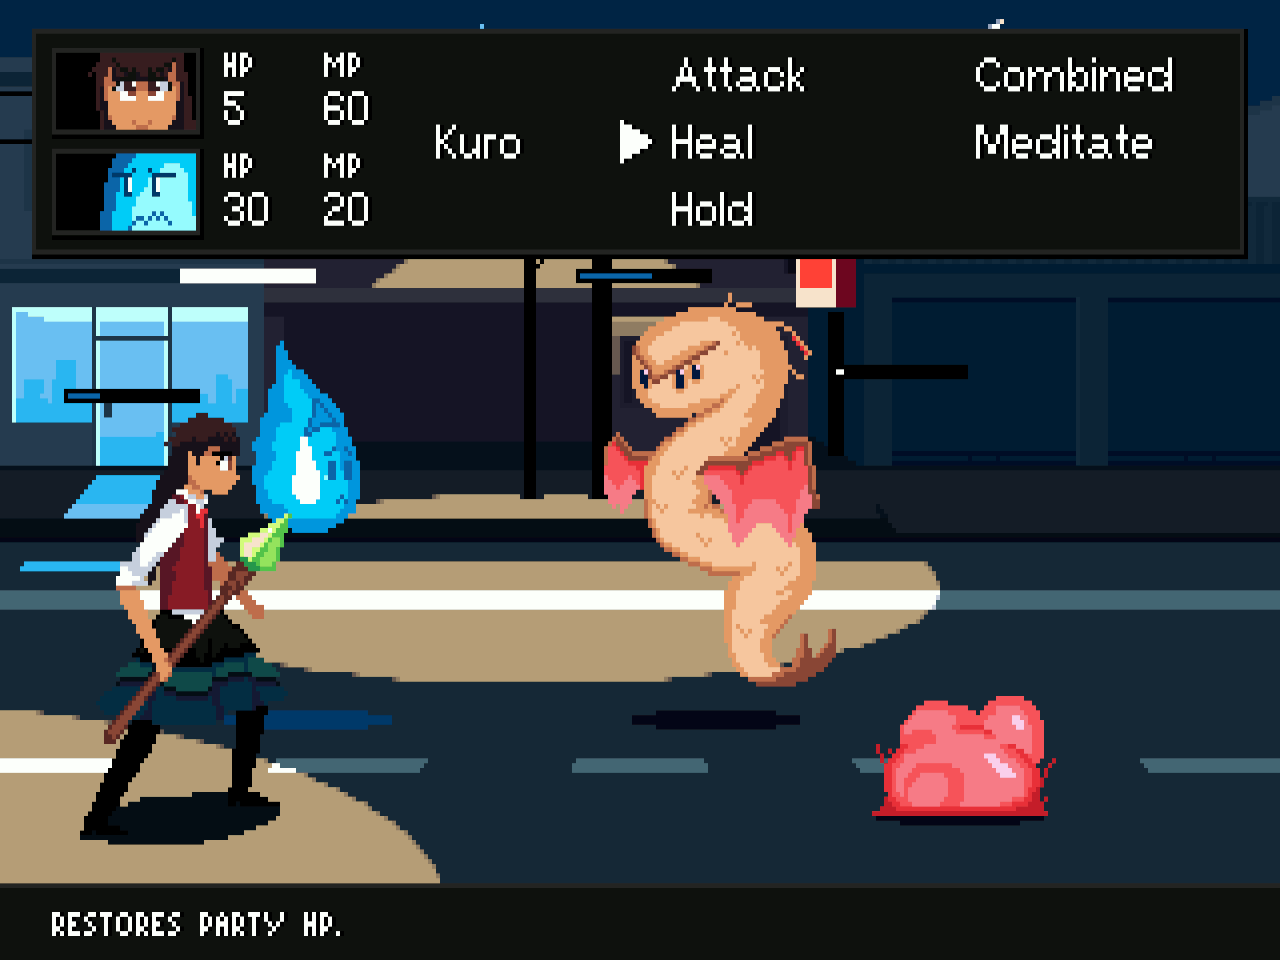 HP MP
5 60
HP MP
30 20
Kuro
Attack
Heal
Hold
Combined
Meditate
RESTORES PARTY HP.